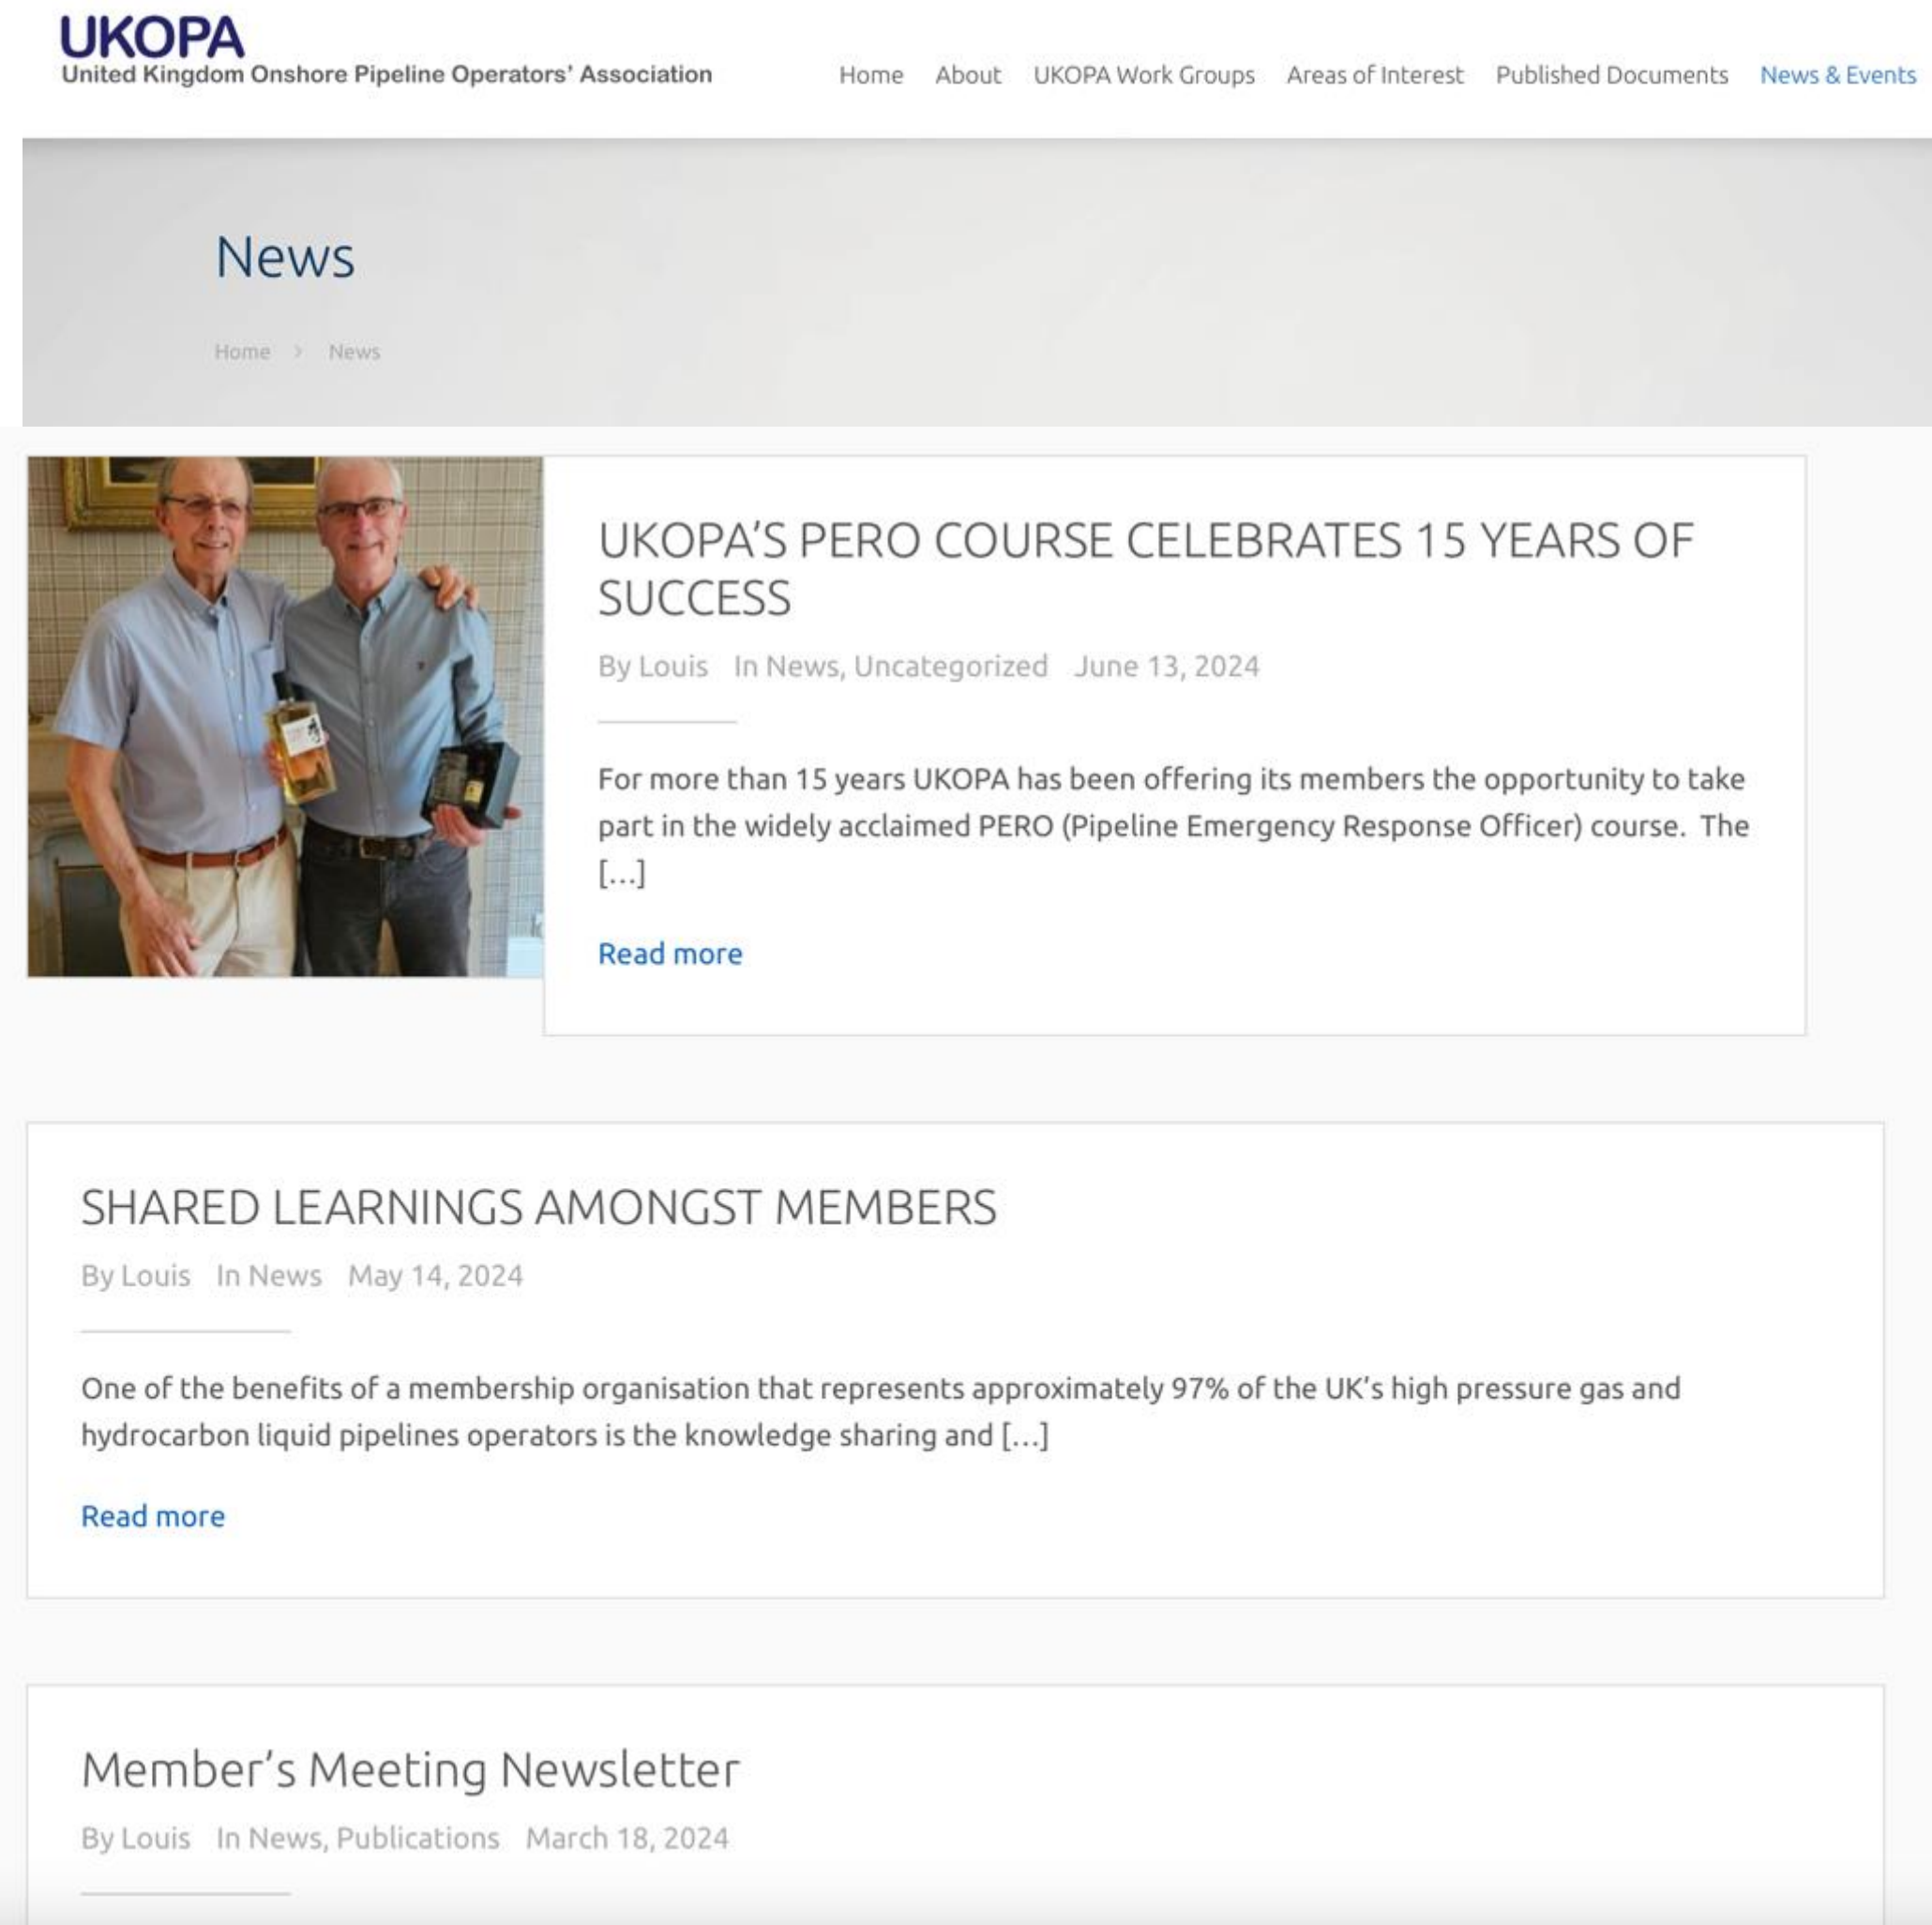 UKOPA
United Kingdom Onshore Pipeline Operators' Association
Home About UKOPA Work Groups Areas of Interest Published Documents News & Events
News
Home > News
UKOPA'S PERO COURSE CELEBRATES 15 YEARS OF
SUCCESS
By Louis In News, Uncategorized June 13, 2024
For more than 15 years UKOPA has been offering its members the opportunity to take
part in the widely acclaimed PERO (Pipeline Emergency Response Officer) course. The
[...]
Read more
SHARED LEARNINGS AMONGST MEMBERS
By Louis In News May 14, 2024
One of the benefits of a membership organisation that represents approximately 97% of the UK's high pressure gas and
hydrocarbon liquid pipelines operators is the knowledge sharing and [...]
Read more
Member's Meeting Newsletter
By Louis In News, Publications March 18, 2024